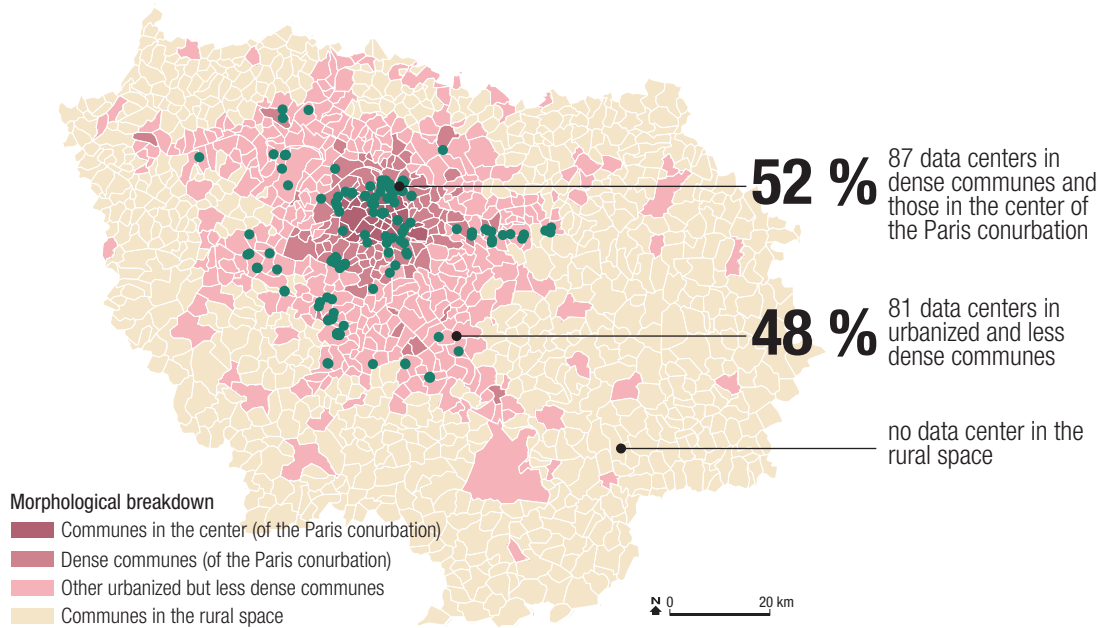 52 %
87 data centers in
dense communes and
those in the center of
the Paris conurbation
48 %
81 data centers in
urbanized and less
dense communes
no data center in the
rural space
Morphological breakdown
Communes in the center (of the Paris conurbation)
Dense communes (of the Paris conurbation)
Other urbanized but less dense communes
Communes in the rural space
N 0 20 km